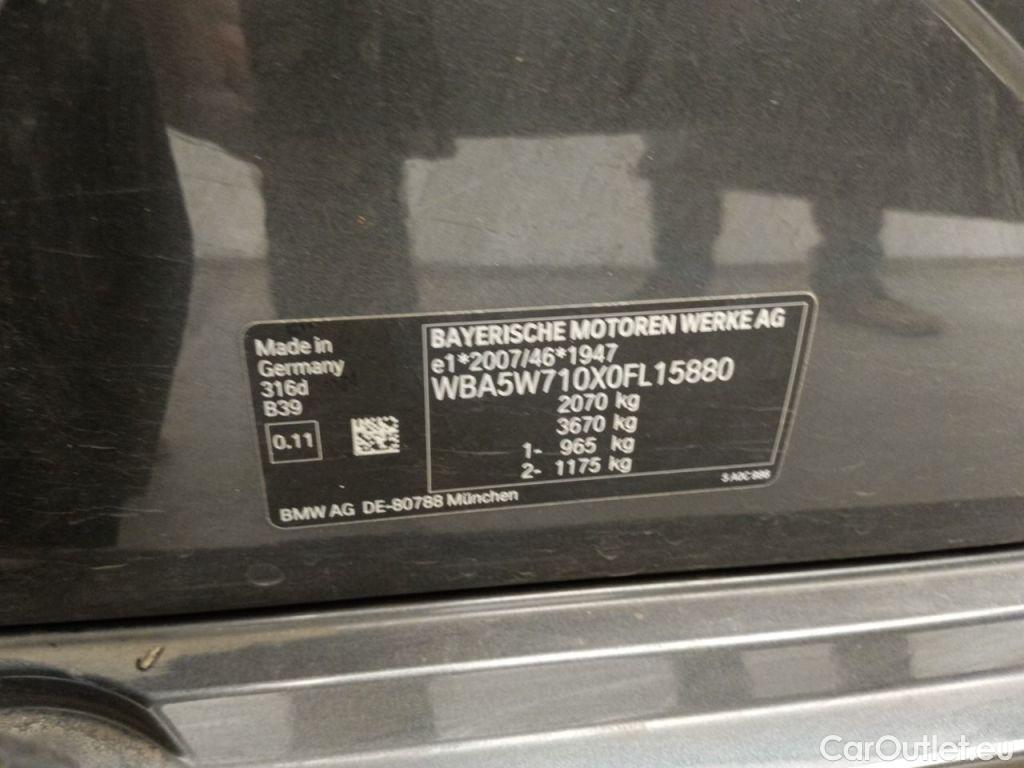 Made in
Germany
316d
B39
0.11
BAYERISCHE MOTOREN WERKE AG
e1*2007/46*1947
WBA5W710X0FL15880
2070 kg
3670 kg
1- 965 kg
2- 1175 kg
BMW AG DE-80788 München
CarOutlet.eu